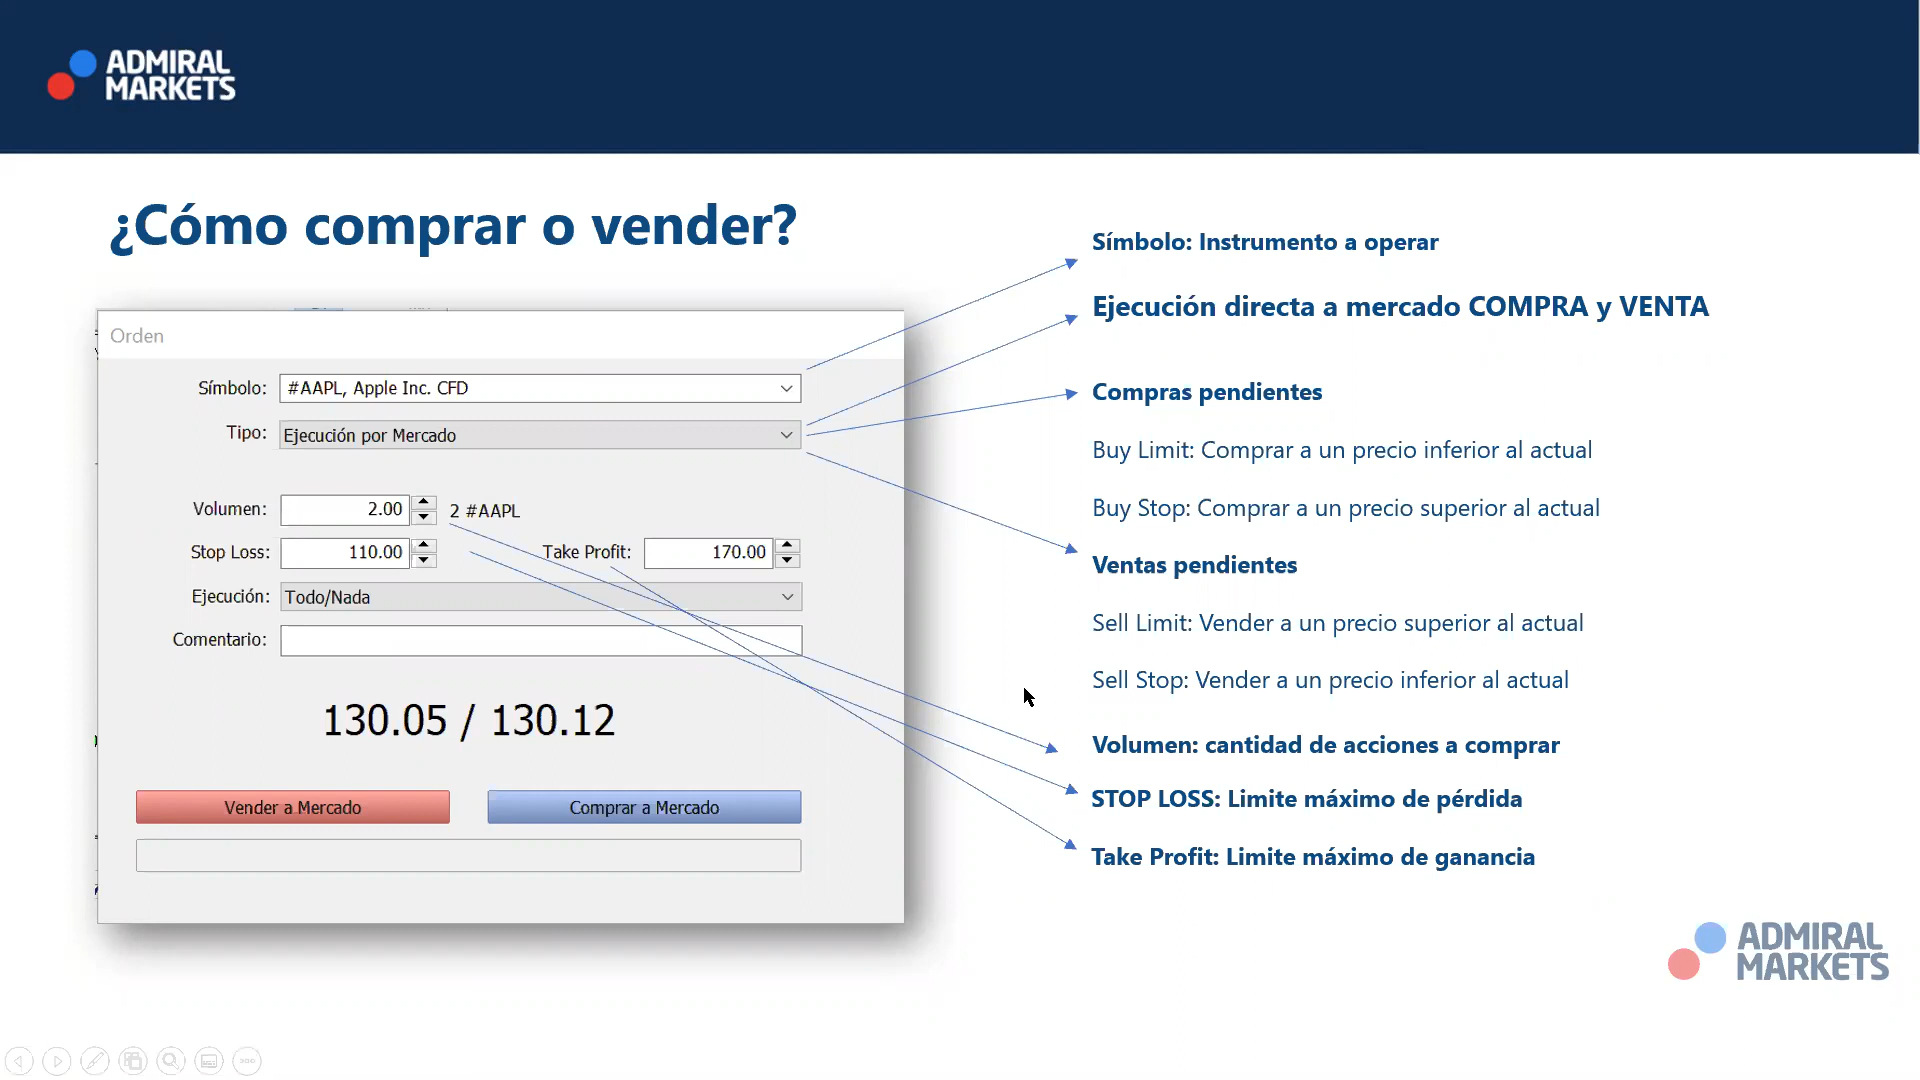 ADMIRAL
MARKETS
¿Cómo comprar o vender?
Orden
Símbolo: #AAPL, Apple Inc. CFD
Tipo: Ejecución por Mercado
Volumen: 2.00 2 #AAPL
Stop Loss: 110.00 Take Profit: 170.00
Ejecución: Todo/Nada
Comentario:
130.05 / 130.12
Vender a Mercado Comprar a Mercado
Símbolo: Instrumento a operar
Ejecución directa a mercado COMPRA y VENTA
Compras pendientes
Buy Limit: Comprar a un precio inferior al actual
Buy Stop: Comprar a un precio superior al actual
Ventas pendientes
Sell Limit: Vender a un precio superior al actual
Sell Stop: Vender a un precio inferior al actual
Volumen: cantidad de acciones a comprar
STOP LOSS: Limite máximo de pérdida
Take Profit: Limite máximo de ganancia
ADMIRAL
MARKETS